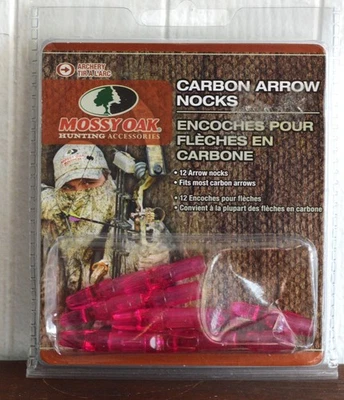 ARCHERY
TIR À L'ARC
MOSSY OAK
HUNTING ACCESSORIES
CARBON ARROW
NOCKS
ENCOCHES POUR
FLÈCHES EN
CARBONE
• 12 Arrow nocks
• Fits most carbon arrows
• 12 Encoches pour flèches
• Convient à la plupart des flèches en carbone